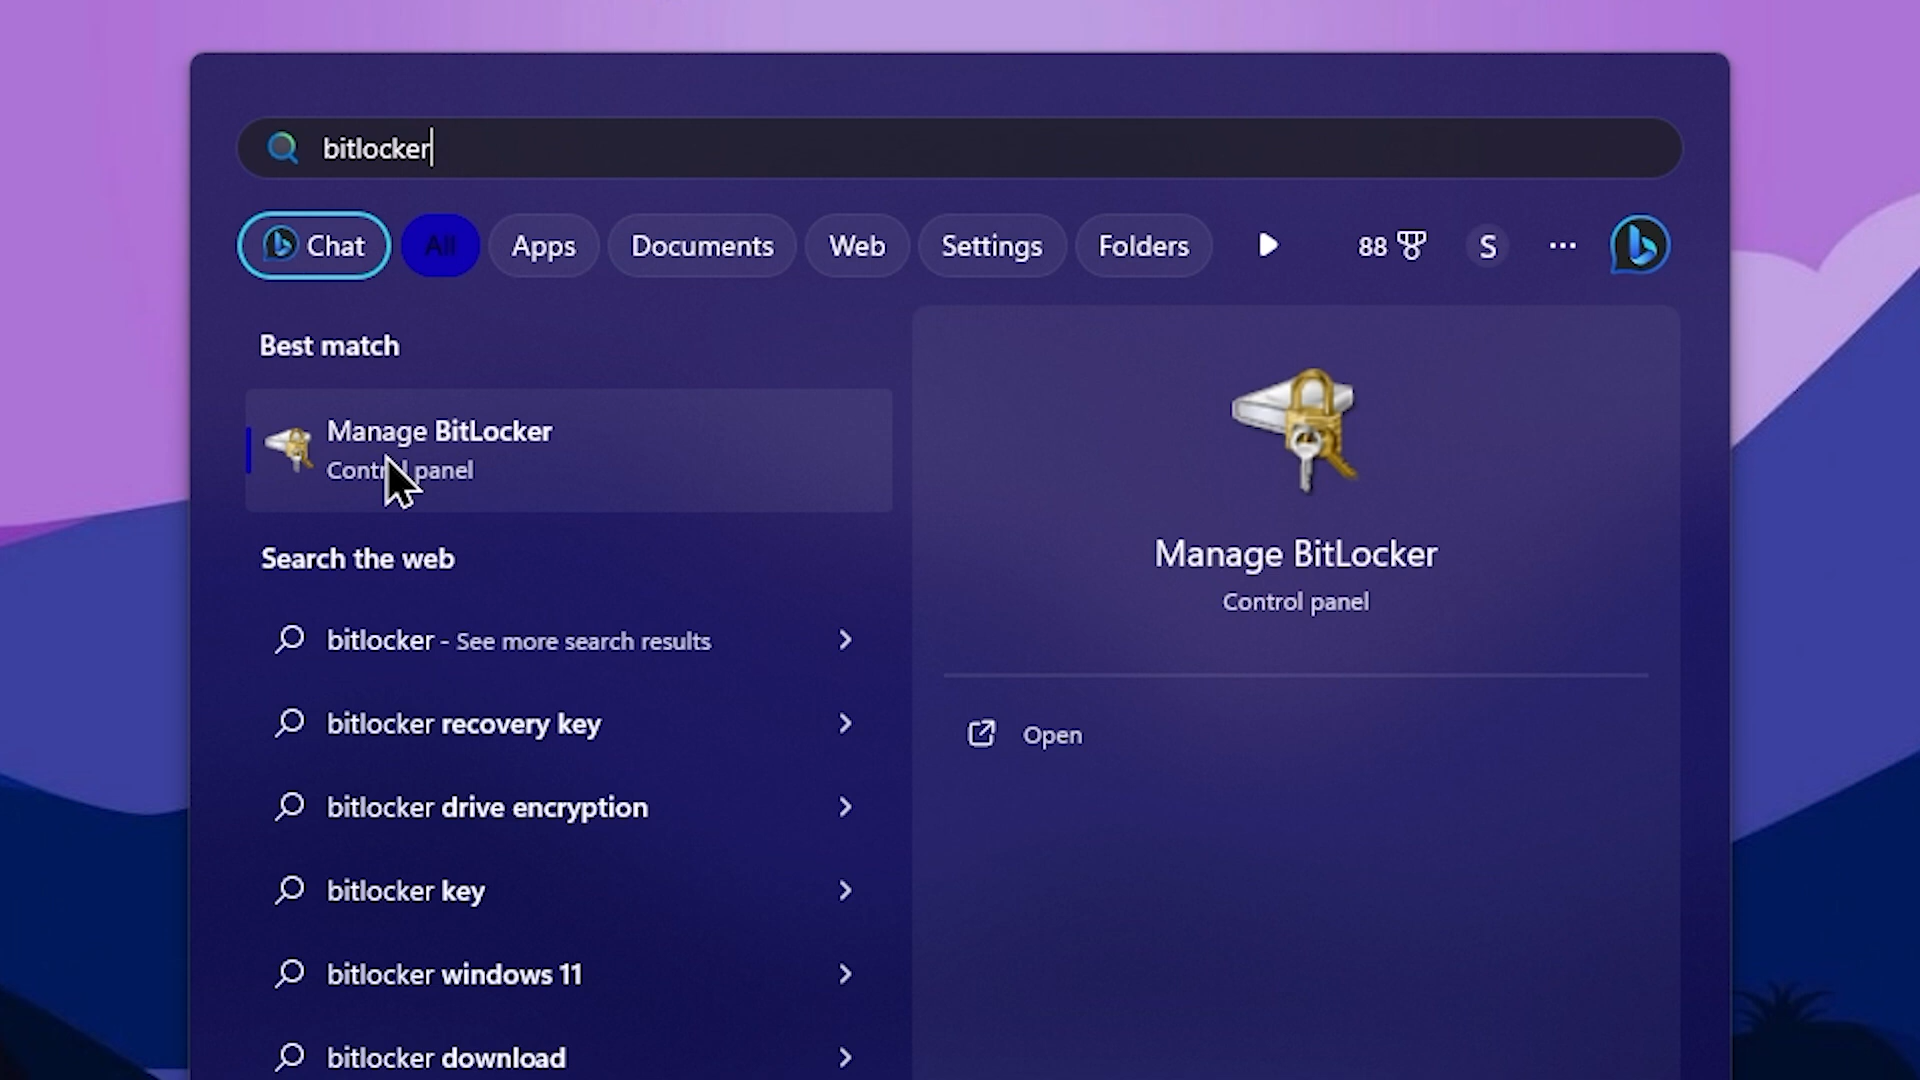 bitlocker
Chat All Apps Documents Web Settings Folders 88 S ...
Best match
Manage BitLocker
Control panel
Manage BitLocker
Control panel
Open
Search the web
bitlocker - See more search results
bitlocker recovery key
bitlocker drive encryption
bitlocker key
bitlocker windows 11
bitlocker download